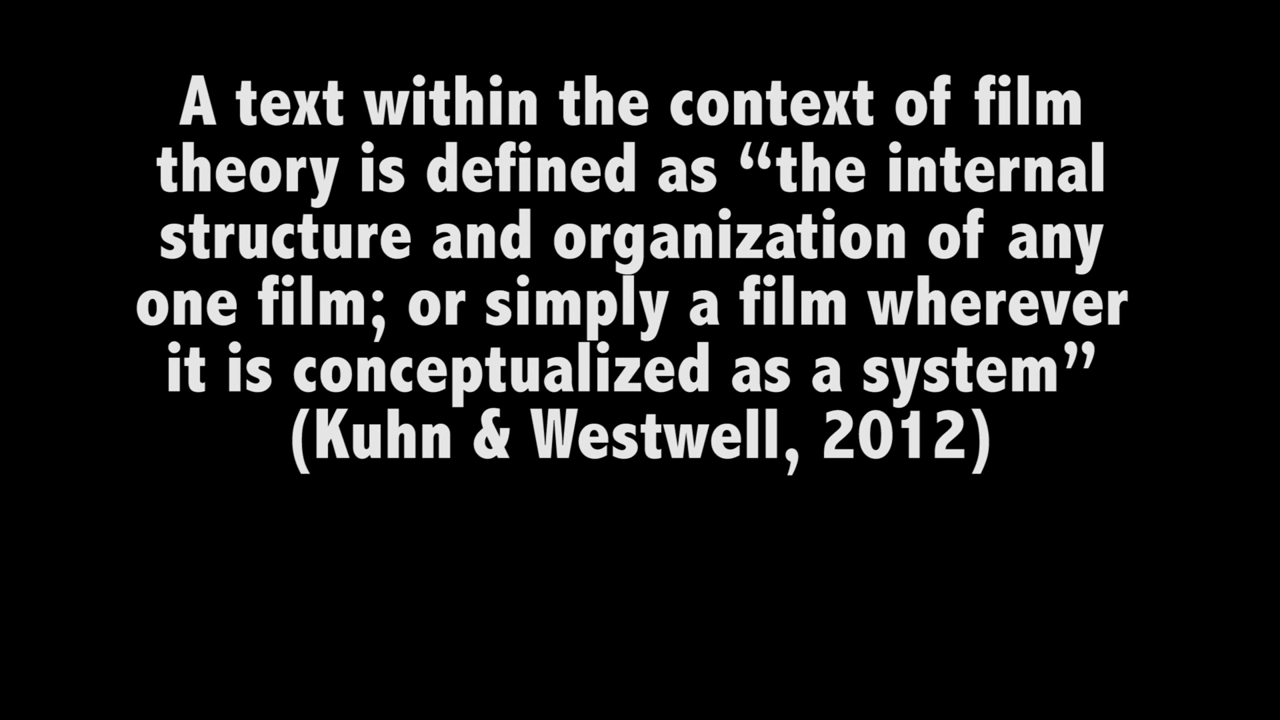 A text within the context of film
theory is defined as “the internal
structure and organization of any
one film; or simply a film wherever
it is conceptualized as a system”
(Kuhn & Westwell, 2012)